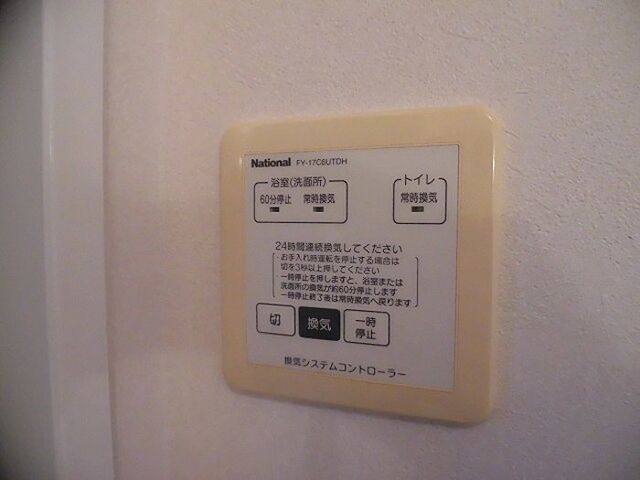 National FY-17C6UTDH
浴室(洗面所)
60分停止 常時換気
トイレ
常時換気
24時間連続換気してください
・お手入れ時運転を停止する場合は
切を3秒以上押してください
・一時停止を押しますと、浴室または
洗面所の換気が約60分停止します
一時停止終了後は常時換気へ戻ります
切
換気
一時
停止
換気システムコントローラー